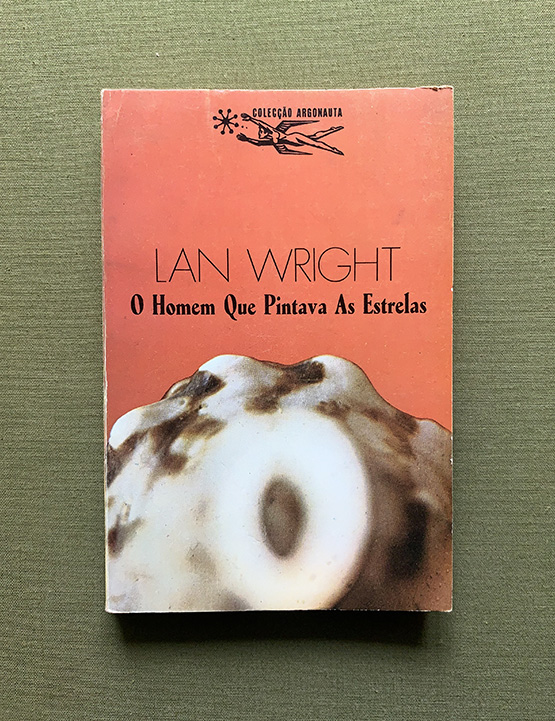 COLECÇÃO ARGONAUTA
LAN WRIGHT
O Homem Que Pintava As Estrelas